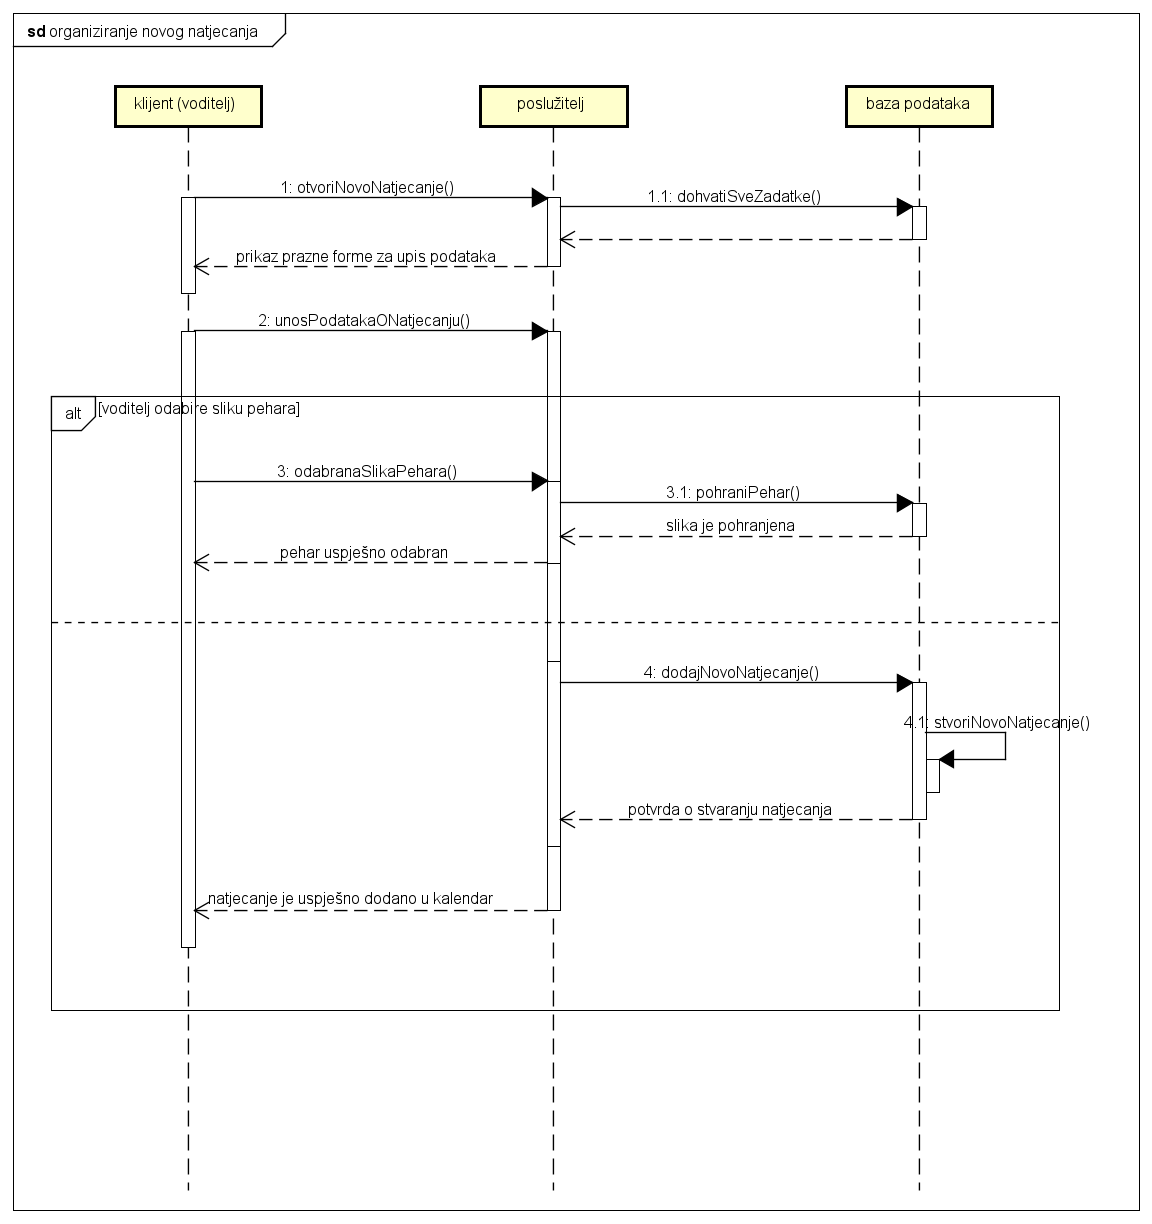 sd organiziranje novog natjecanja
klijent (voditelj)
poslužitelj
baza podataka
1: otvoriNovoNatjecanje()
1.1: dohvatiSveZadatke()
prikaz prazne forme za upis podataka
2: unosPodatakaONatjecanju()
alt
[voditelj odabire sliku pehara]
3: odabranaSlikaPehara()
3.1: pohraniPehar()
slika je pohranjena
pehar uspješno odabran
4: dodajNovoNatjecanje()
4.1: stvoriNovoNatjecanje()
potvrda o stvaranju natjecanja
natjecanje je uspješno dodano u kalendar